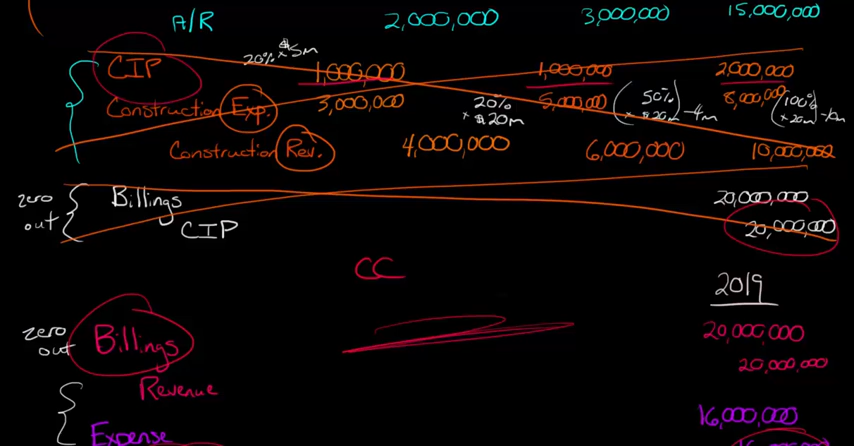 A/R 2,000,000 3,000,000 15,000,000
20% × $5m
CIP 1,000,000 1,000,000 2,000,000
Construction Exp. 3,000,000 5,000,000 8,000,000
20% × $20m (50% × $20m) - 4m (100% × $20m) - 10m
Construction Rev. 4,000,000 6,000,000 10,000,000
zero out Billings 20,000,000
CIP 20,000,000
CC
2019
zero out Billings 20,000,000
Revenue 20,000,000
Expense 16,000,000